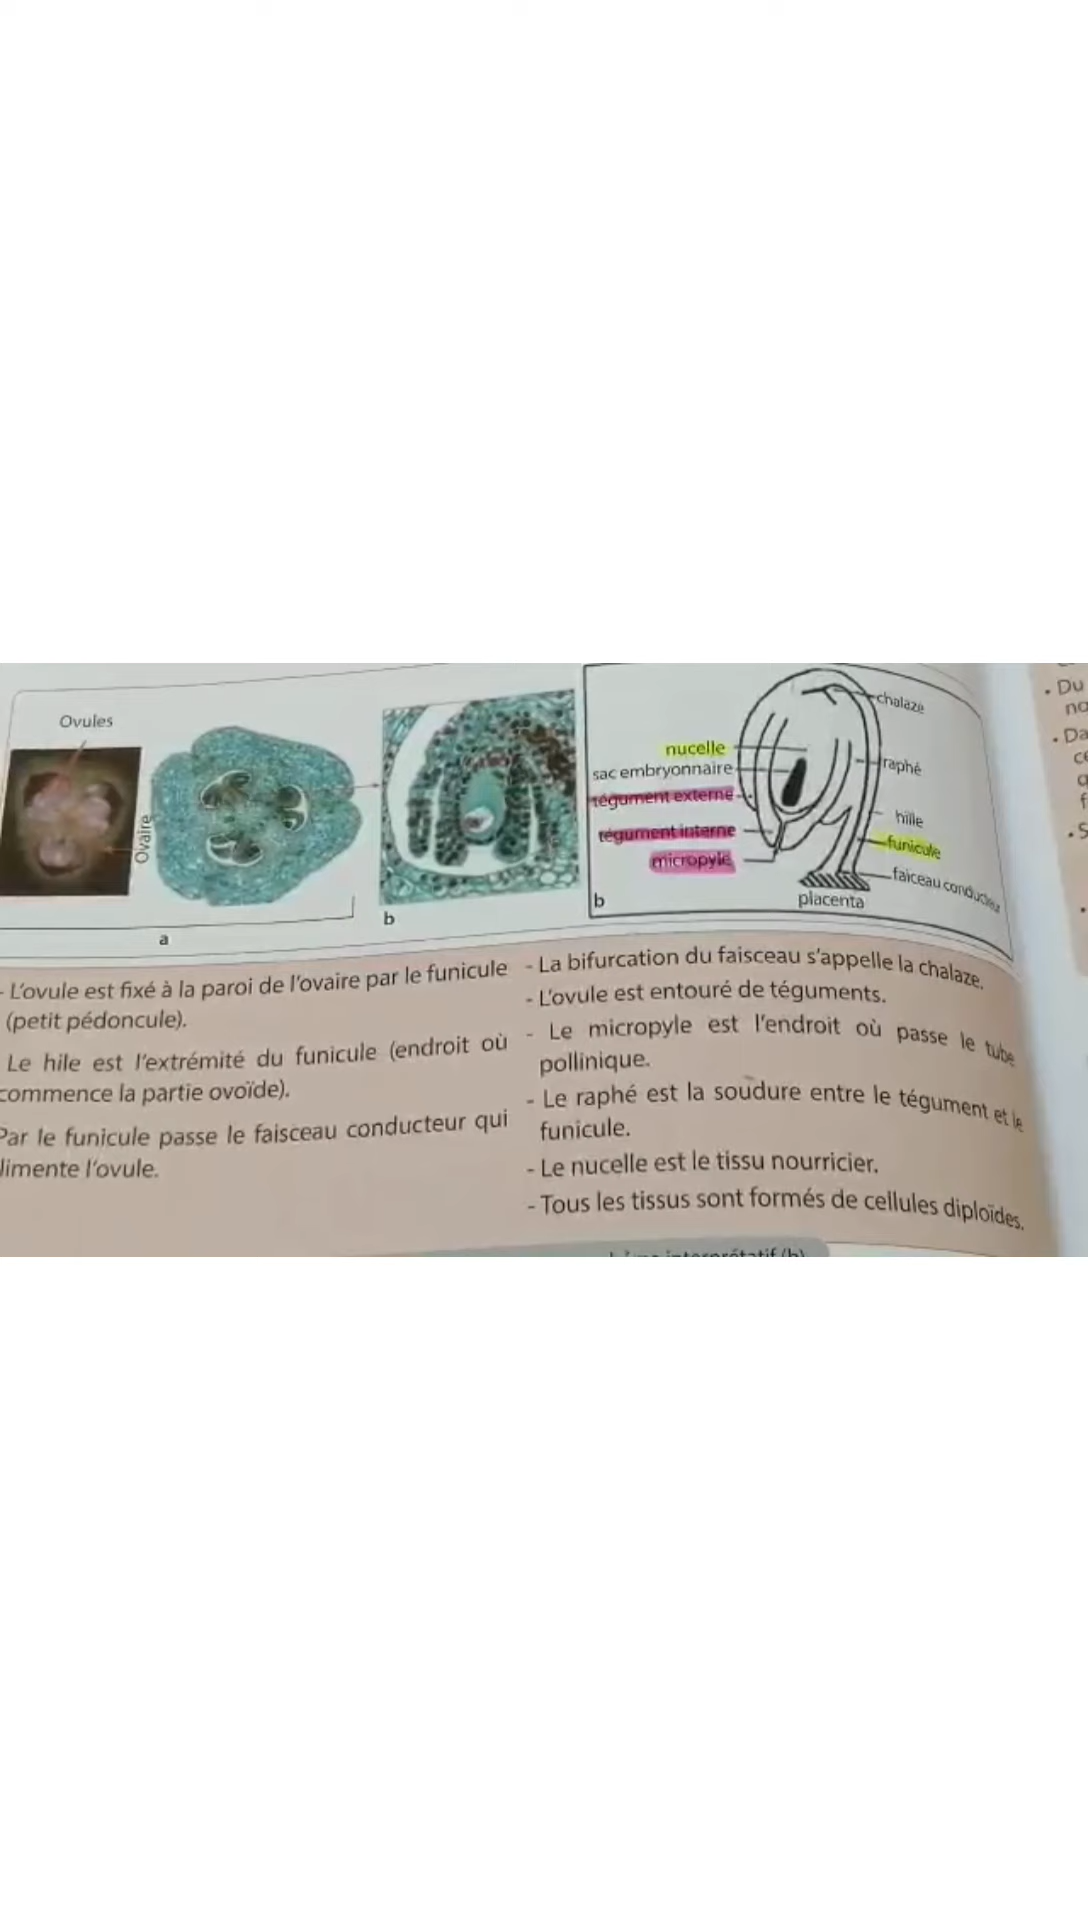 Ovules
Ovaire
a
b
nucelle
sac embryonnaire
tégument externe
tégument interne
micropyle
b
chalaze
raphé
hile
funicule
faiceau conducteur
placenta
- L'ovule est fixé à la paroi de l'ovaire par le funicule
(petit pédoncule).
Le hile est l'extrémité du funicule (endroit où
commence la partie ovoïde).
Par le funicule passe le faisceau conducteur qui
limente l'ovule.
- La bifurcation du faisceau s'appelle la chalaze.
- L'ovule est entouré de téguments.
- Le micropyle est l'endroit où passe le tube
pollinique.
- Le raphé est la soudure entre le tégument et le
funicule.
- Le nucelle est le tissu nourricier.
- Tous les tissus sont formés de cellules diploïdes.
interprétatif (b)
• Du
• Da